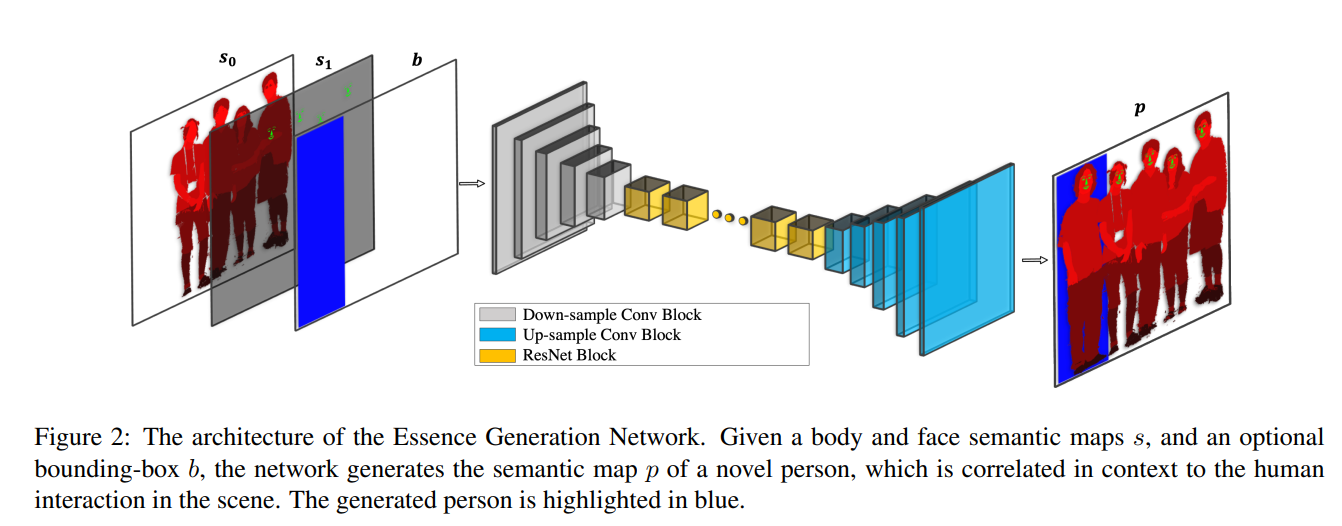 s₀
s₁
b
p
Down-sample Conv Block
Up-sample Conv Block
ResNet Block
Figure 2: The architecture of the Essence Generation Network. Given a body and face semantic maps s, and an optional
bounding-box b, the network generates the semantic map p of a novel person, which is correlated in context to the human
interaction in the scene. The generated person is highlighted in blue.